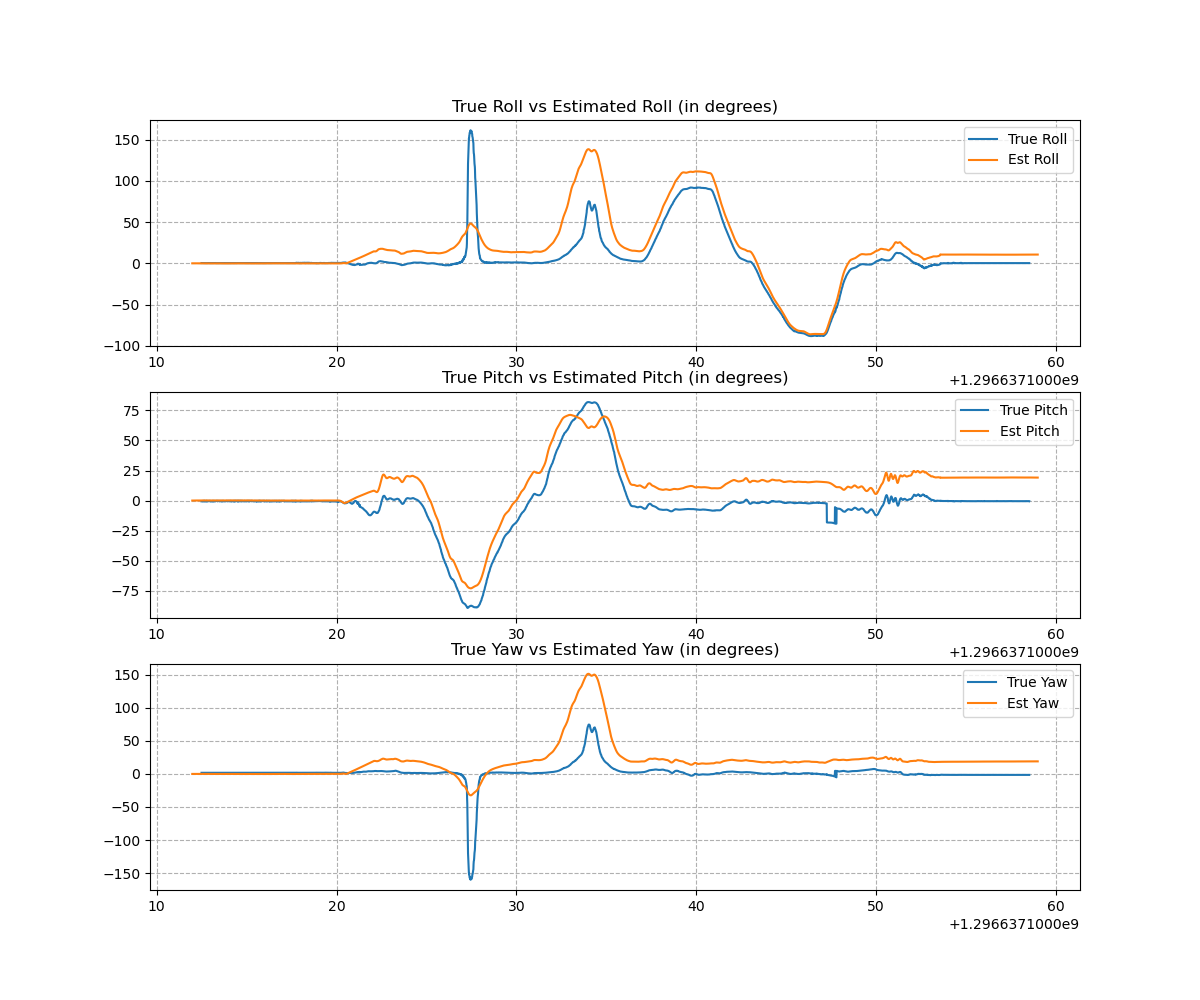 True Roll vs Estimated Roll (in degrees)
150
100
50
0
−50
−100
True Roll
Est Roll
10 20 30 40 50 60
+1.2966371000e9
True Pitch vs Estimated Pitch (in degrees)
75
50
25
0
−25
−50
−75
True Pitch
Est Pitch
10 20 30 40 50 60
+1.2966371000e9
True Yaw vs Estimated Yaw (in degrees)
150
100
50
0
−50
−100
−150
True Yaw
Est Yaw
10 20 30 40 50 60
+1.2966371000e9